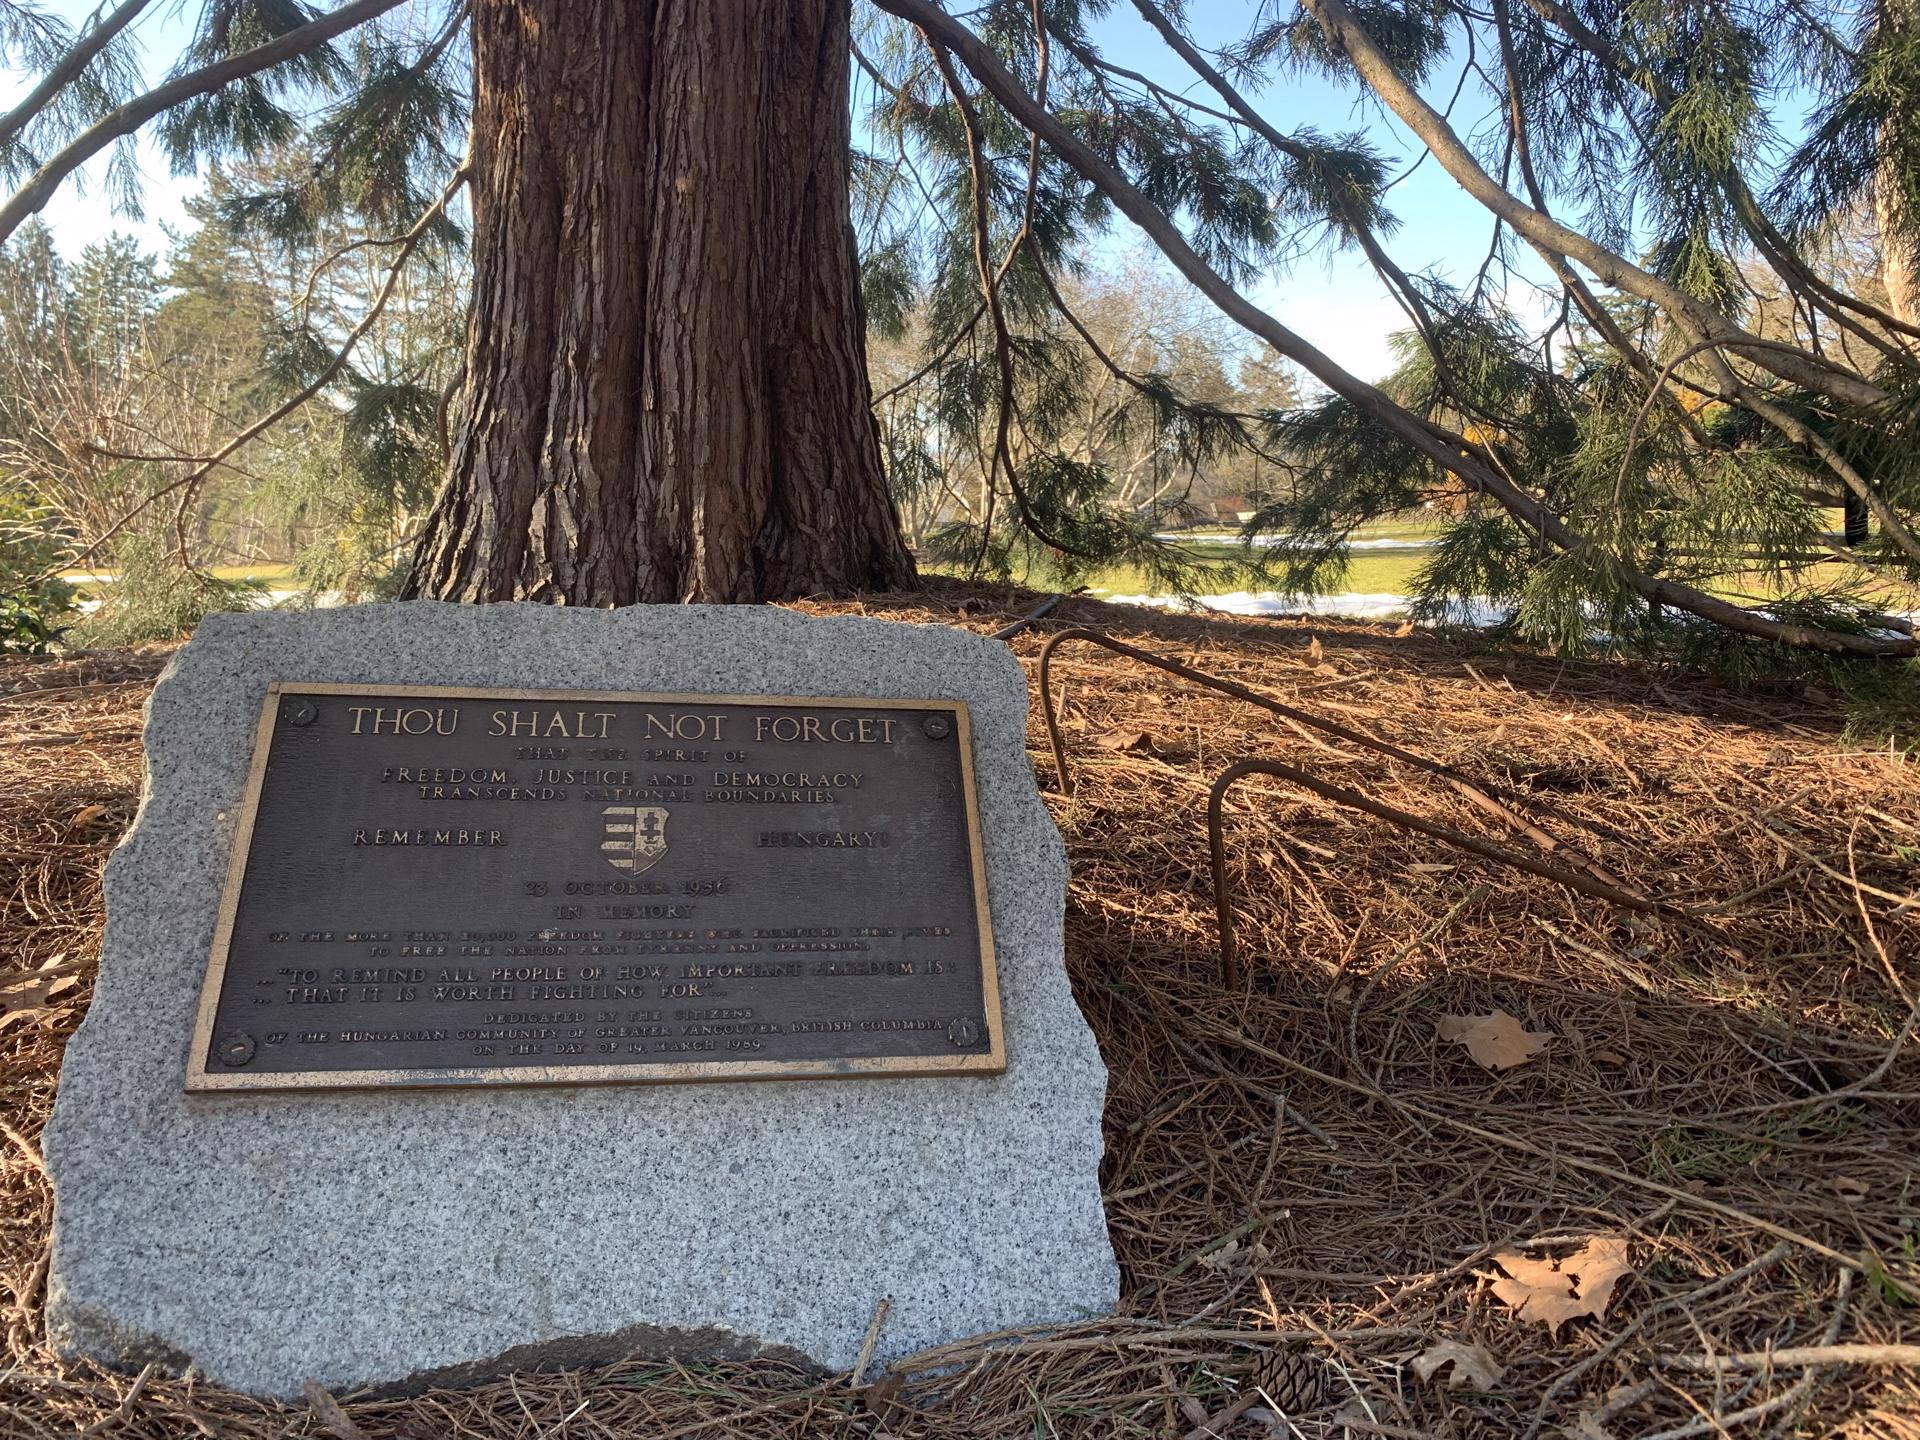 THOU SHALT NOT FORGET
THAT THE SPIRIT OF
FREEDOM, JUSTICE AND DEMOCRACY
TRANSCENDS NATIONAL BOUNDARIES
REMEMBER HUNGARY!
23 OCTOBER 1956
IN MEMORY
OF THE MORE THAN FREEDOM FIGHTERS WHO SACRIFICED THEIR LIVES
TO FREE THE NATION FROM TYRANNY AND OPPRESSION.
..."TO REMIND ALL PEOPLE OF HOW IMPORTANT FREEDOM IS:
... THAT IT IS WORTH FIGHTING FOR"...
DEDICATED BY THE CITIZENS
OF THE HUNGARIAN COMMUNITY OF GREATER VANCOUVER, BRITISH COLUMBIA
ON THE DAY OF 19. MARCH 1989.